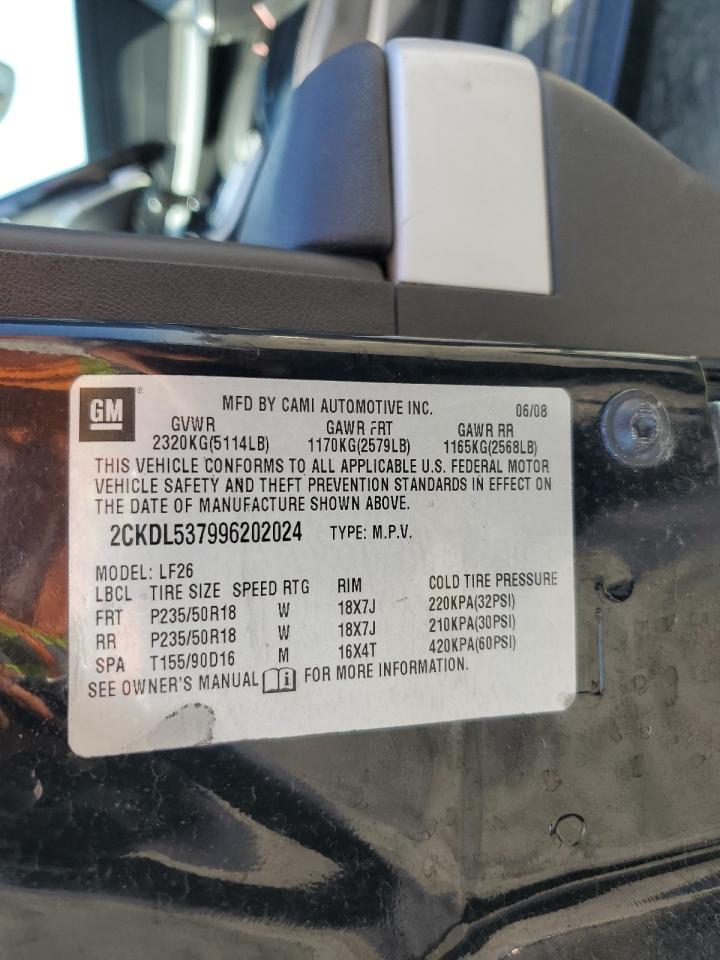 GM ®
MFD BY CAMI AUTOMOTIVE INC. 06/08
GVWR GAWR FRT GAWR RR
2320KG(5114LB) 1170KG(2579LB) 1165KG(2568LB)
THIS VEHICLE CONFORMS TO ALL APPLICABLE U.S. FEDERAL MOTOR
VEHICLE SAFETY AND THEFT PREVENTION STANDARDS IN EFFECT ON
THE DATE OF MANUFACTURE SHOWN ABOVE.
2CKDL537996202024 TYPE: M.P.V.
MODEL: LF26
LBCL TIRE SIZE SPEED RTG RIM COLD TIRE PRESSURE
FRT P235/50R18 W 18X7J 220KPA(32PSI)
RR P235/50R18 W 18X7J 210KPA(30PSI)
SPA T155/90D16 M 16X4T 420KPA(60PSI)
SEE OWNER'S MANUAL i FOR MORE INFORMATION.